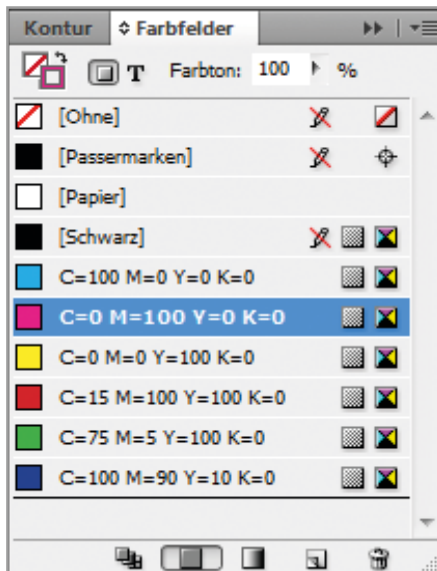 Kontur Farbfelder
T Farbton: 100 %
[Ohne]
[Passermarken]
[Papier]
[Schwarz]
C=100 M=0 Y=0 K=0
C=0 M=100 Y=0 K=0
C=0 M=0 Y=100 K=0
C=15 M=100 Y=100 K=0
C=75 M=5 Y=100 K=0
C=100 M=90 Y=10 K=0